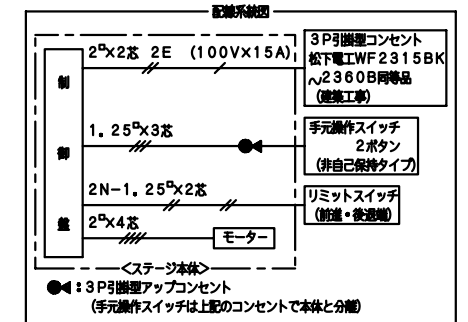 配線系統図
2□×2芯 2E (100V×15A)
3P引掛型コンセント
松下電工WF2315BK
～2360B同等品
(建築工事)
制
御
盤
1.25□×3芯
手元操作スイッチ
2ボタン
(非自己保持タイプ)
2N-1.25□×2芯
リミットスイッチ
(前進・後退端)
2□×4芯
モーター
<ステージ本体>
:3P引掛型アップコンセント
(手元操作スイッチは上記のコンセントで本体と分離)